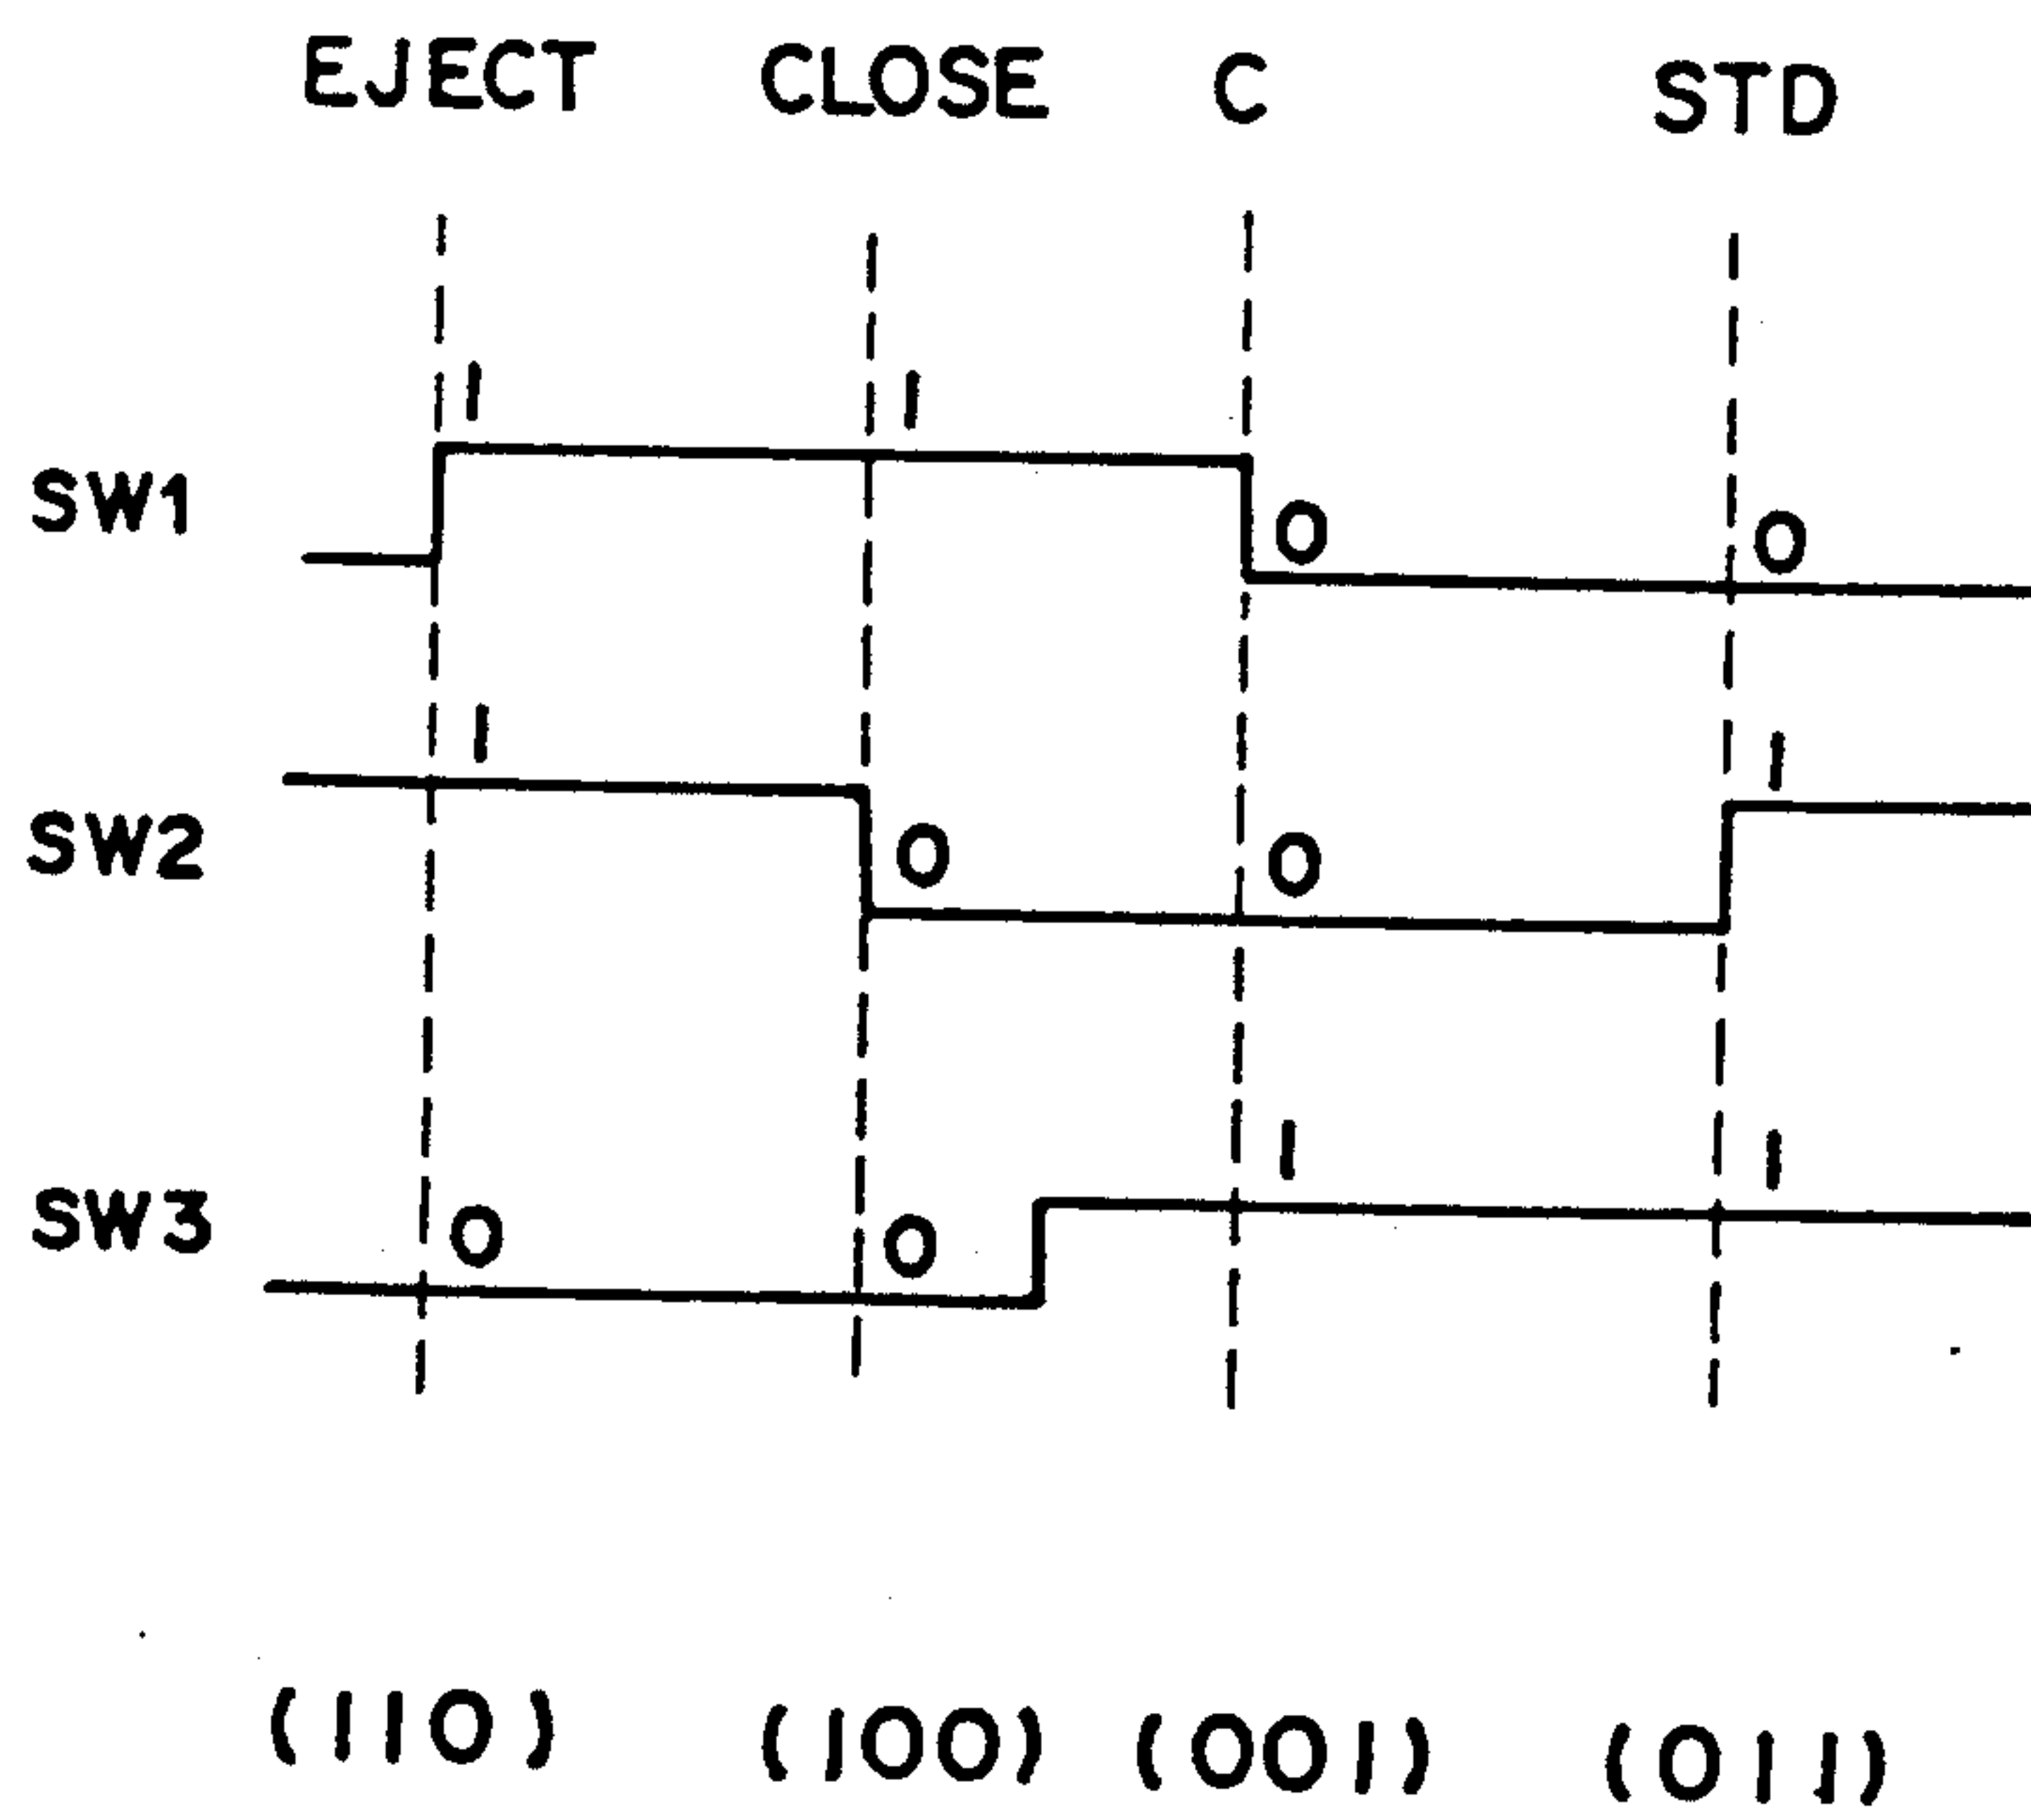 EJECT CLOSE C STD
1 1
SW1 0 0
1 1
SW2 0 0
1 1
SW3 0 0
(110) (100) (001) (011)